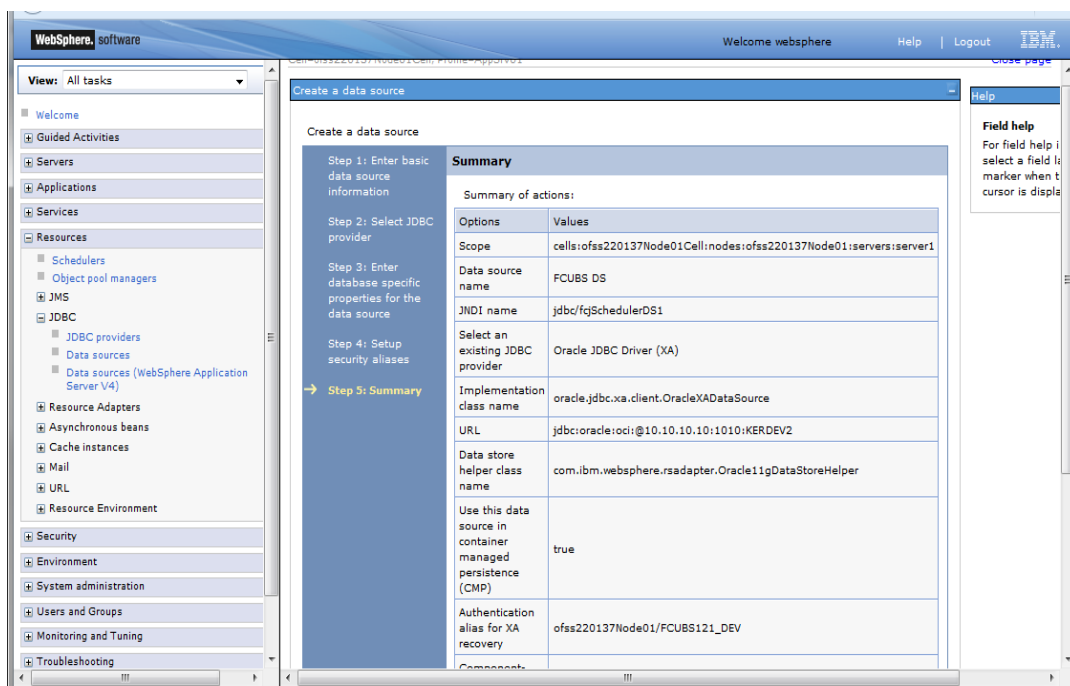 WebSphere. software
Welcome websphere
Help | Logout
IBM.
Cell=ofss220137Node01Cell, Profile=AppSrv01
Close page
View: All tasks
Welcome
Guided Activities
Servers
Applications
Services
Resources
Schedulers
Object pool managers
JMS
JDBC
JDBC providers
Data sources
Data sources (WebSphere Application
Server V4)
Resource Adapters
Asynchronous beans
Cache instances
Mail
URL
Resource Environment
Security
Environment
System administration
Users and Groups
Monitoring and Tuning
Troubleshooting
Create a data source
Create a data source
Step 1: Enter basic
data source
information
Step 2: Select JDBC
provider
Step 3: Enter
database specific
properties for the
data source
Step 4: Setup
security aliases
Step 5: Summary
Summary
Summary of actions:
Options Values
Scope cells:ofss220137Node01Cell:nodes:ofss220137Node01:servers:server1
Data source
name
FCUBS DS
JNDI name jdbc/fcjSchedulerDS1
Select an
existing JDBC
provider
Oracle JDBC Driver (XA)
Implementation
class name
oracle.jdbc.xa.client.OracleXADataSource
URL jdbc:oracle:oci:@10.10.10.10:1010:KERDEV2
Data store
helper class
name
com.ibm.websphere.rsadapter.Oracle11gDataStoreHelper
Use this data
source in
container
managed
persistence
(CMP)
true
Authentication
alias for XA
recovery
ofss220137Node01/FCUBS121_DEV
Component-
Help
Field help
For field help i
select a field la
marker when t
cursor is displa